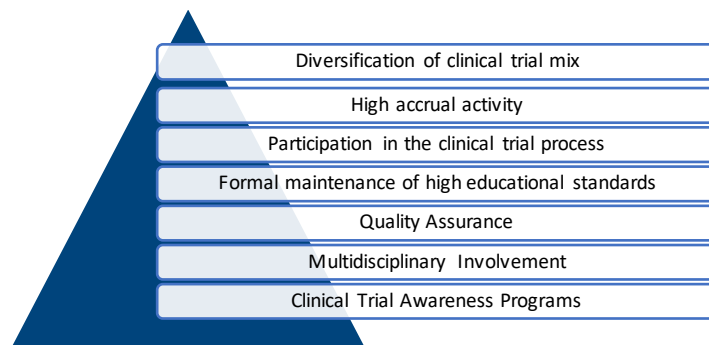 Diversification of clinical trial mix
High accrual activity
Participation in the clinical trial process
Formal maintenance of high educational standards
Quality Assurance
Multidisciplinary Involvement
Clinical Trial Awareness Programs